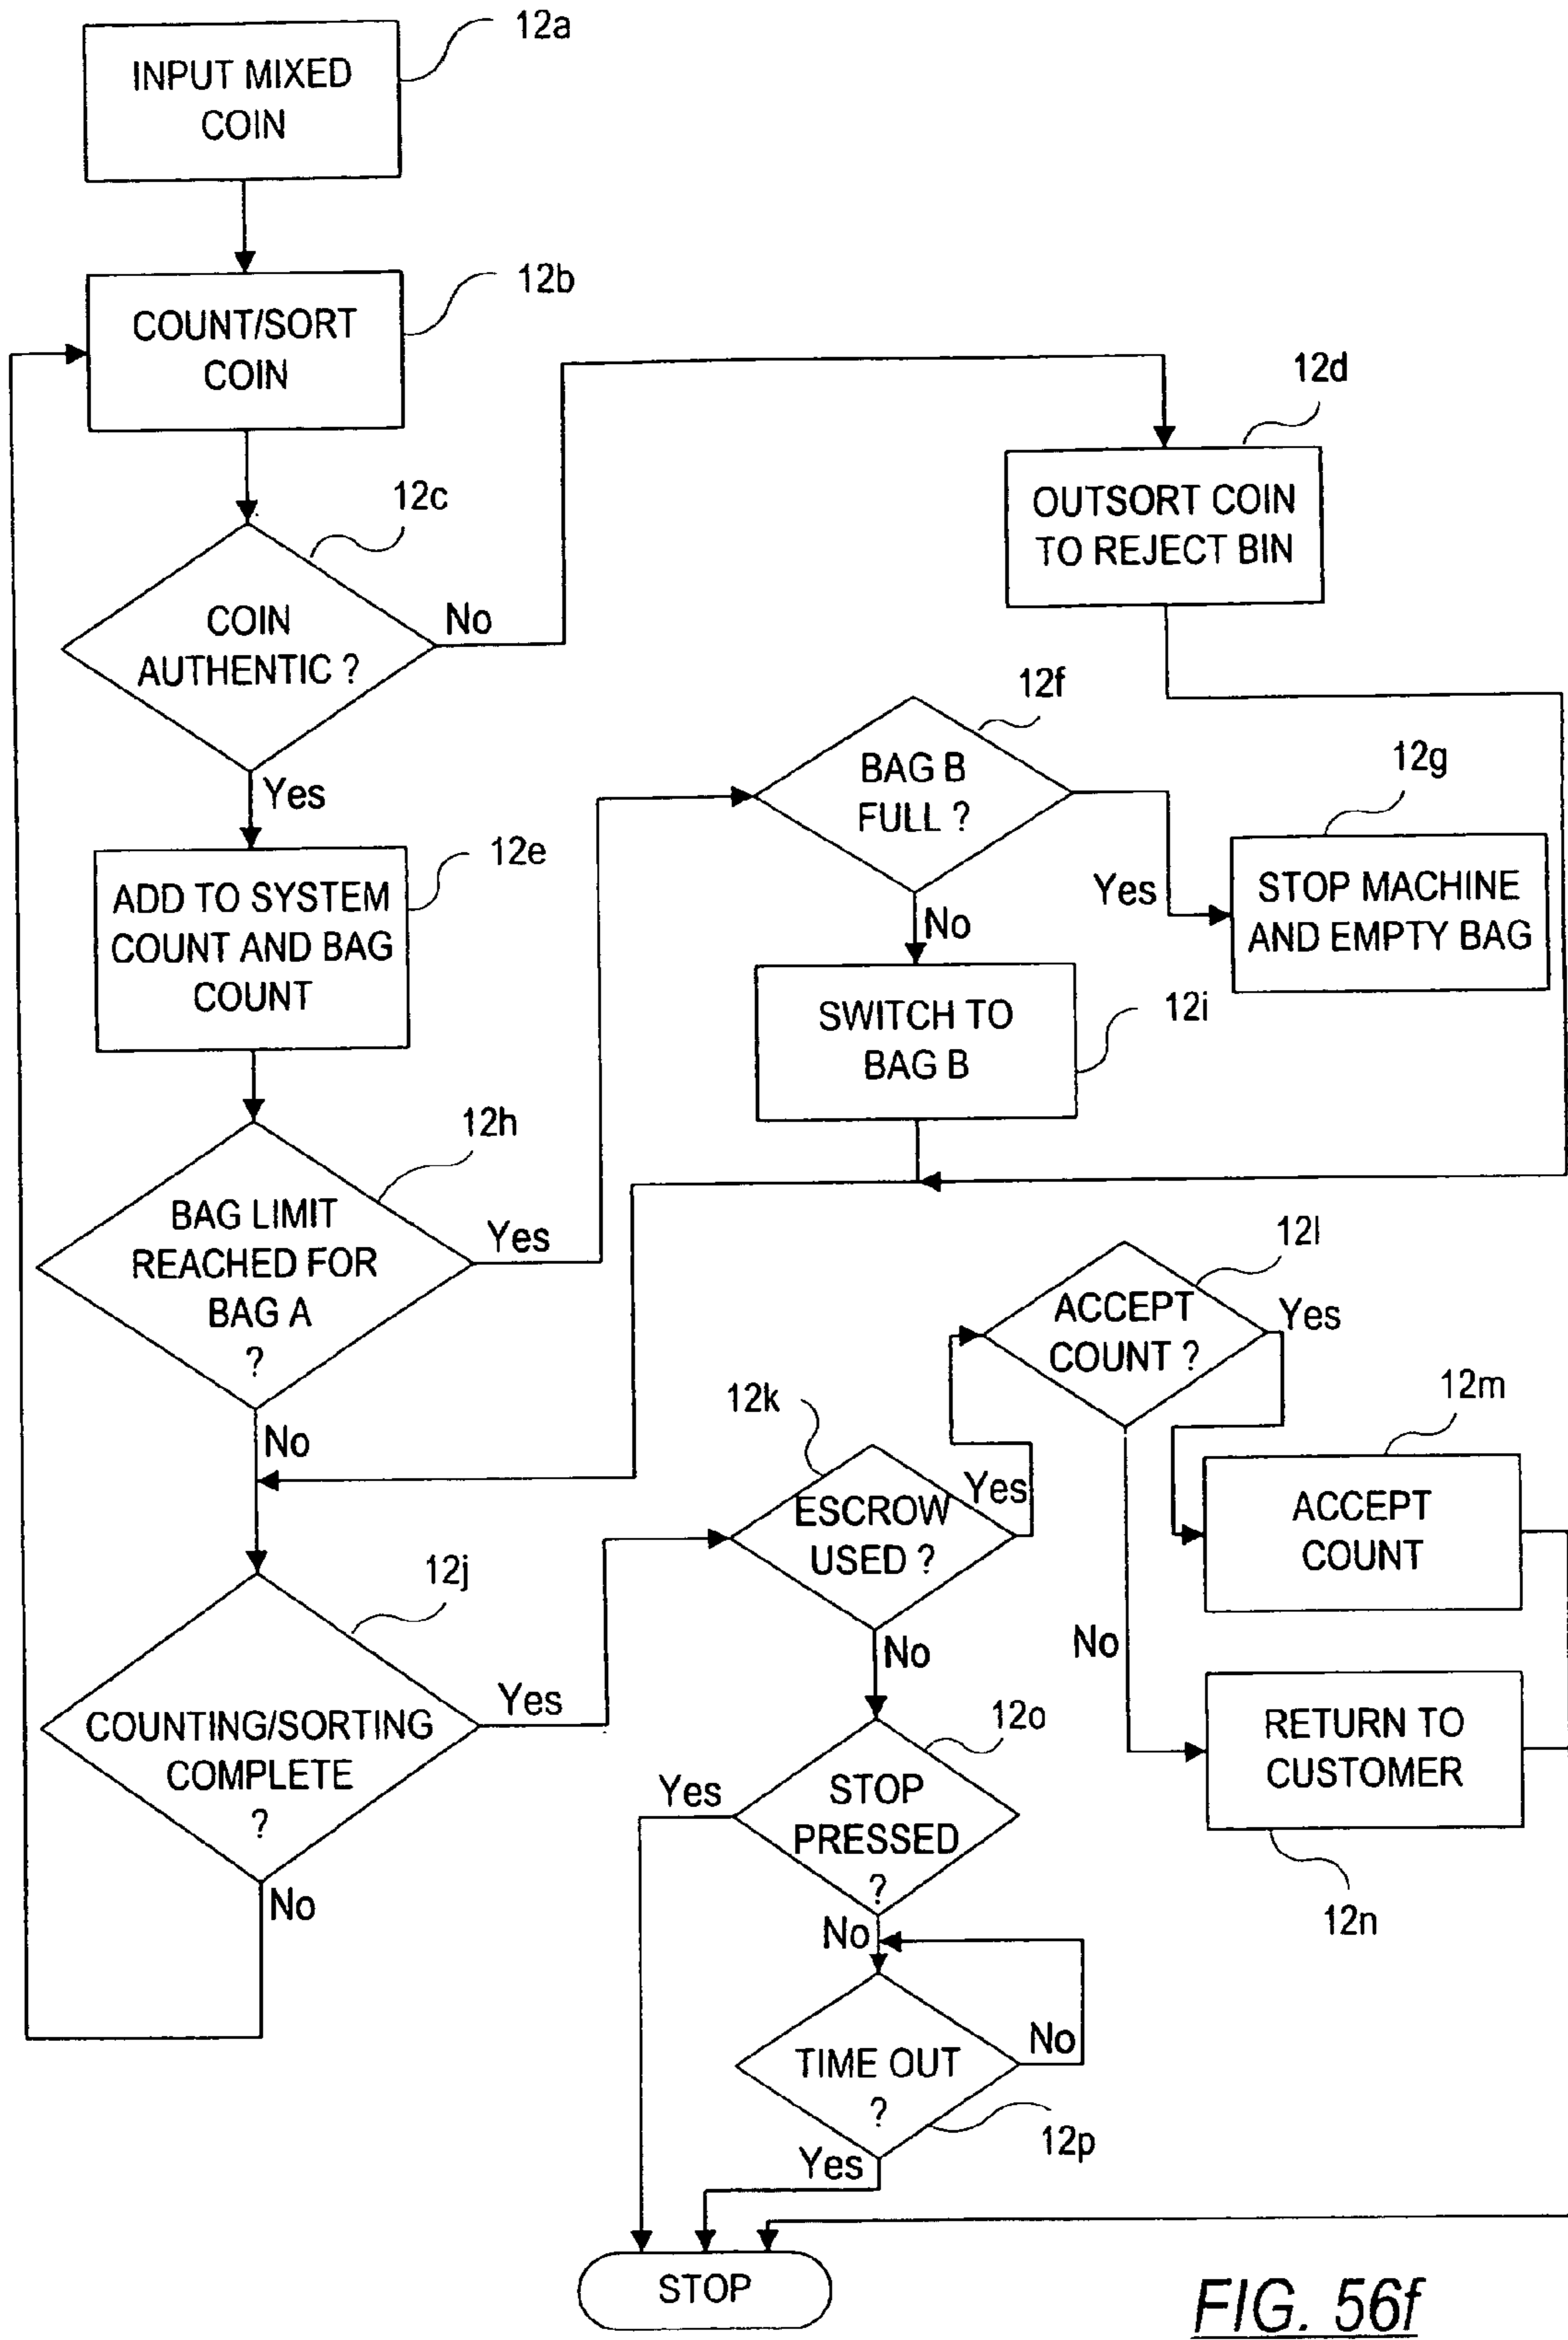 12a
INPUT MIXED
COIN
12b
COUNT/SORT
COIN
12c
COIN
AUTHENTIC ?
No
Yes
12d
OUTSORT COIN
TO REJECT BIN
12e
ADD TO SYSTEM
COUNT AND BAG
COUNT
12f
BAG B
FULL ?
Yes
No
12g
STOP MACHINE
AND EMPTY BAG
12h
BAG LIMIT
REACHED FOR
BAG A
?
Yes
No
12i
SWITCH TO
BAG B
12j
COUNTING/SORTING
COMPLETE
?
Yes
No
12k
ESCROW
USED ?
Yes
No
12l
ACCEPT
COUNT ?
Yes
No
12m
ACCEPT
COUNT
RETURN TO
CUSTOMER
12n
12o
STOP
PRESSED
?
Yes
No
TIME OUT
?
No
Yes
12p
STOP
FIG. 56f